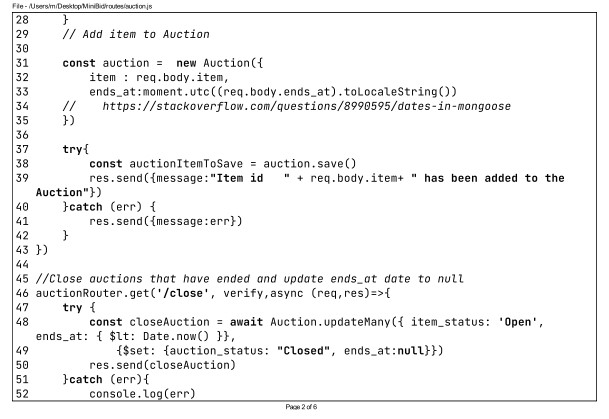 File - /Users/m/Desktop/MiniBid/routes/auction.js
28     }
29     // Add item to Auction
30
31     const auction =  new Auction({
32         item : req.body.item,
33         ends_at:moment.utc((req.body.ends_at).toLocaleString())
34     //    https://stackoverflow.com/questions/8990595/dates-in-mongoose
35     })
36
37     try{
38         const auctionItemToSave = auction.save()
39         res.send({message:"Item id   " + req.body.item+ " has been added to the
Auction"})
40     }catch (err) {
41         res.send({message:err})
42     }
43 })
44
45 //Close auctions that have ended and update ends_at date to null
46 auctionRouter.get('/close', verify,async (req,res)=>{
47     try {
48         const closeAuction = await Auction.updateMany({ item_status: 'Open',
ends_at: { $lt: Date.now() }},
49             {$set: {auction_status: "Closed", ends_at:null}})
50         res.send(closeAuction)
51     }catch (err){
52         console.log(err)
Page 2 of 6